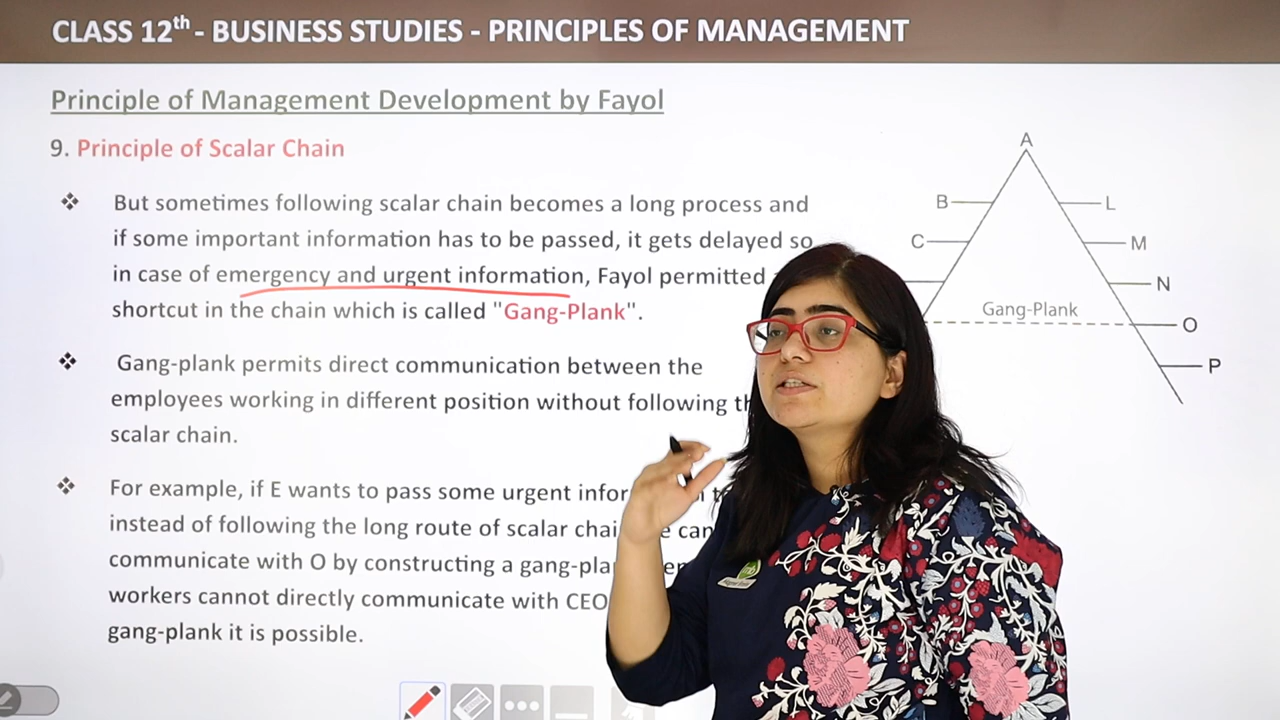 CLASS 12th - BUSINESS STUDIES - PRINCIPLES OF MANAGEMENT
Principle of Management Development by Fayol
9. Principle of Scalar Chain
But sometimes following scalar chain becomes a long process and
if some important information has to be passed, it gets delayed so
in case of emergency and urgent information, Fayol permitted
shortcut in the chain which is called "Gang-Plank".
Gang-plank permits direct communication between the
employees working in different position without following
scalar chain.
For example, if E wants to pass some urgent
instead of following the long route of scalar can
communicate with O by constructing a
workers cannot directly communicate with CEO
gang-plank it is possible.
A
B L
C M
N
Gang-Plank
O
P